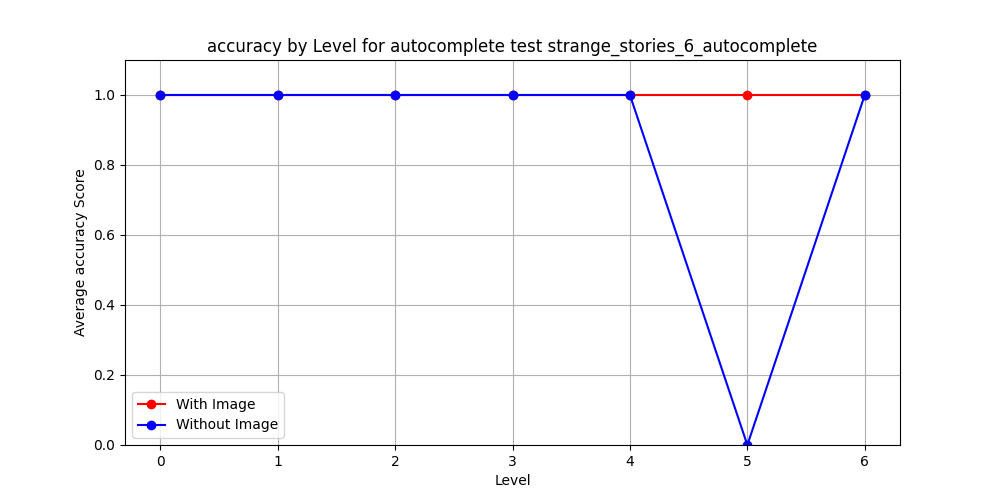 accuracy by Level for autocomplete test strange_stories_6_autocomplete
Average accuracy Score
1.0
0.8
0.6
0.4
0.2
0.0
With Image
Without Image
0 1 2 3 4 5 6
Level